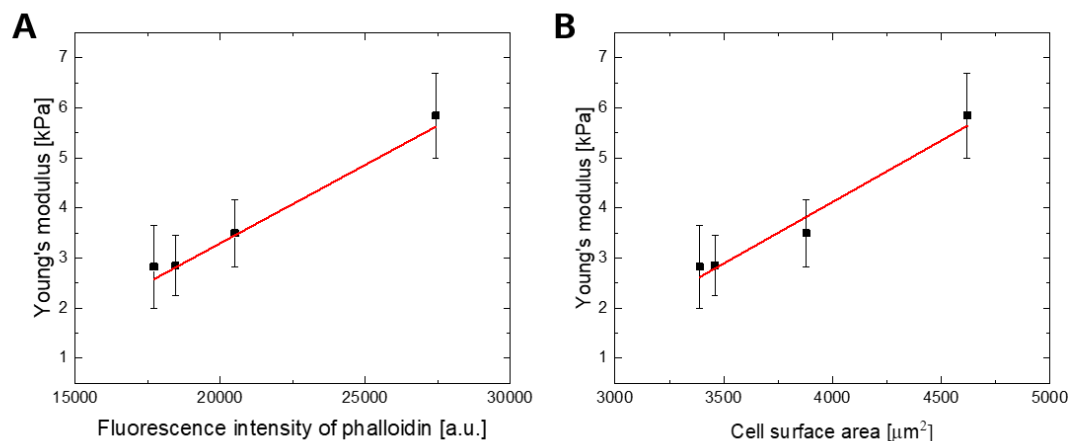 A
Young's modulus [kPa]
7
6
5
4
3
2
1
15000 20000 25000 30000
Fluorescence intensity of phalloidin [a.u.]
B
Young's modulus [kPa]
7
6
5
4
3
2
1
3000 3500 4000 4500 5000
Cell surface area [μm²]